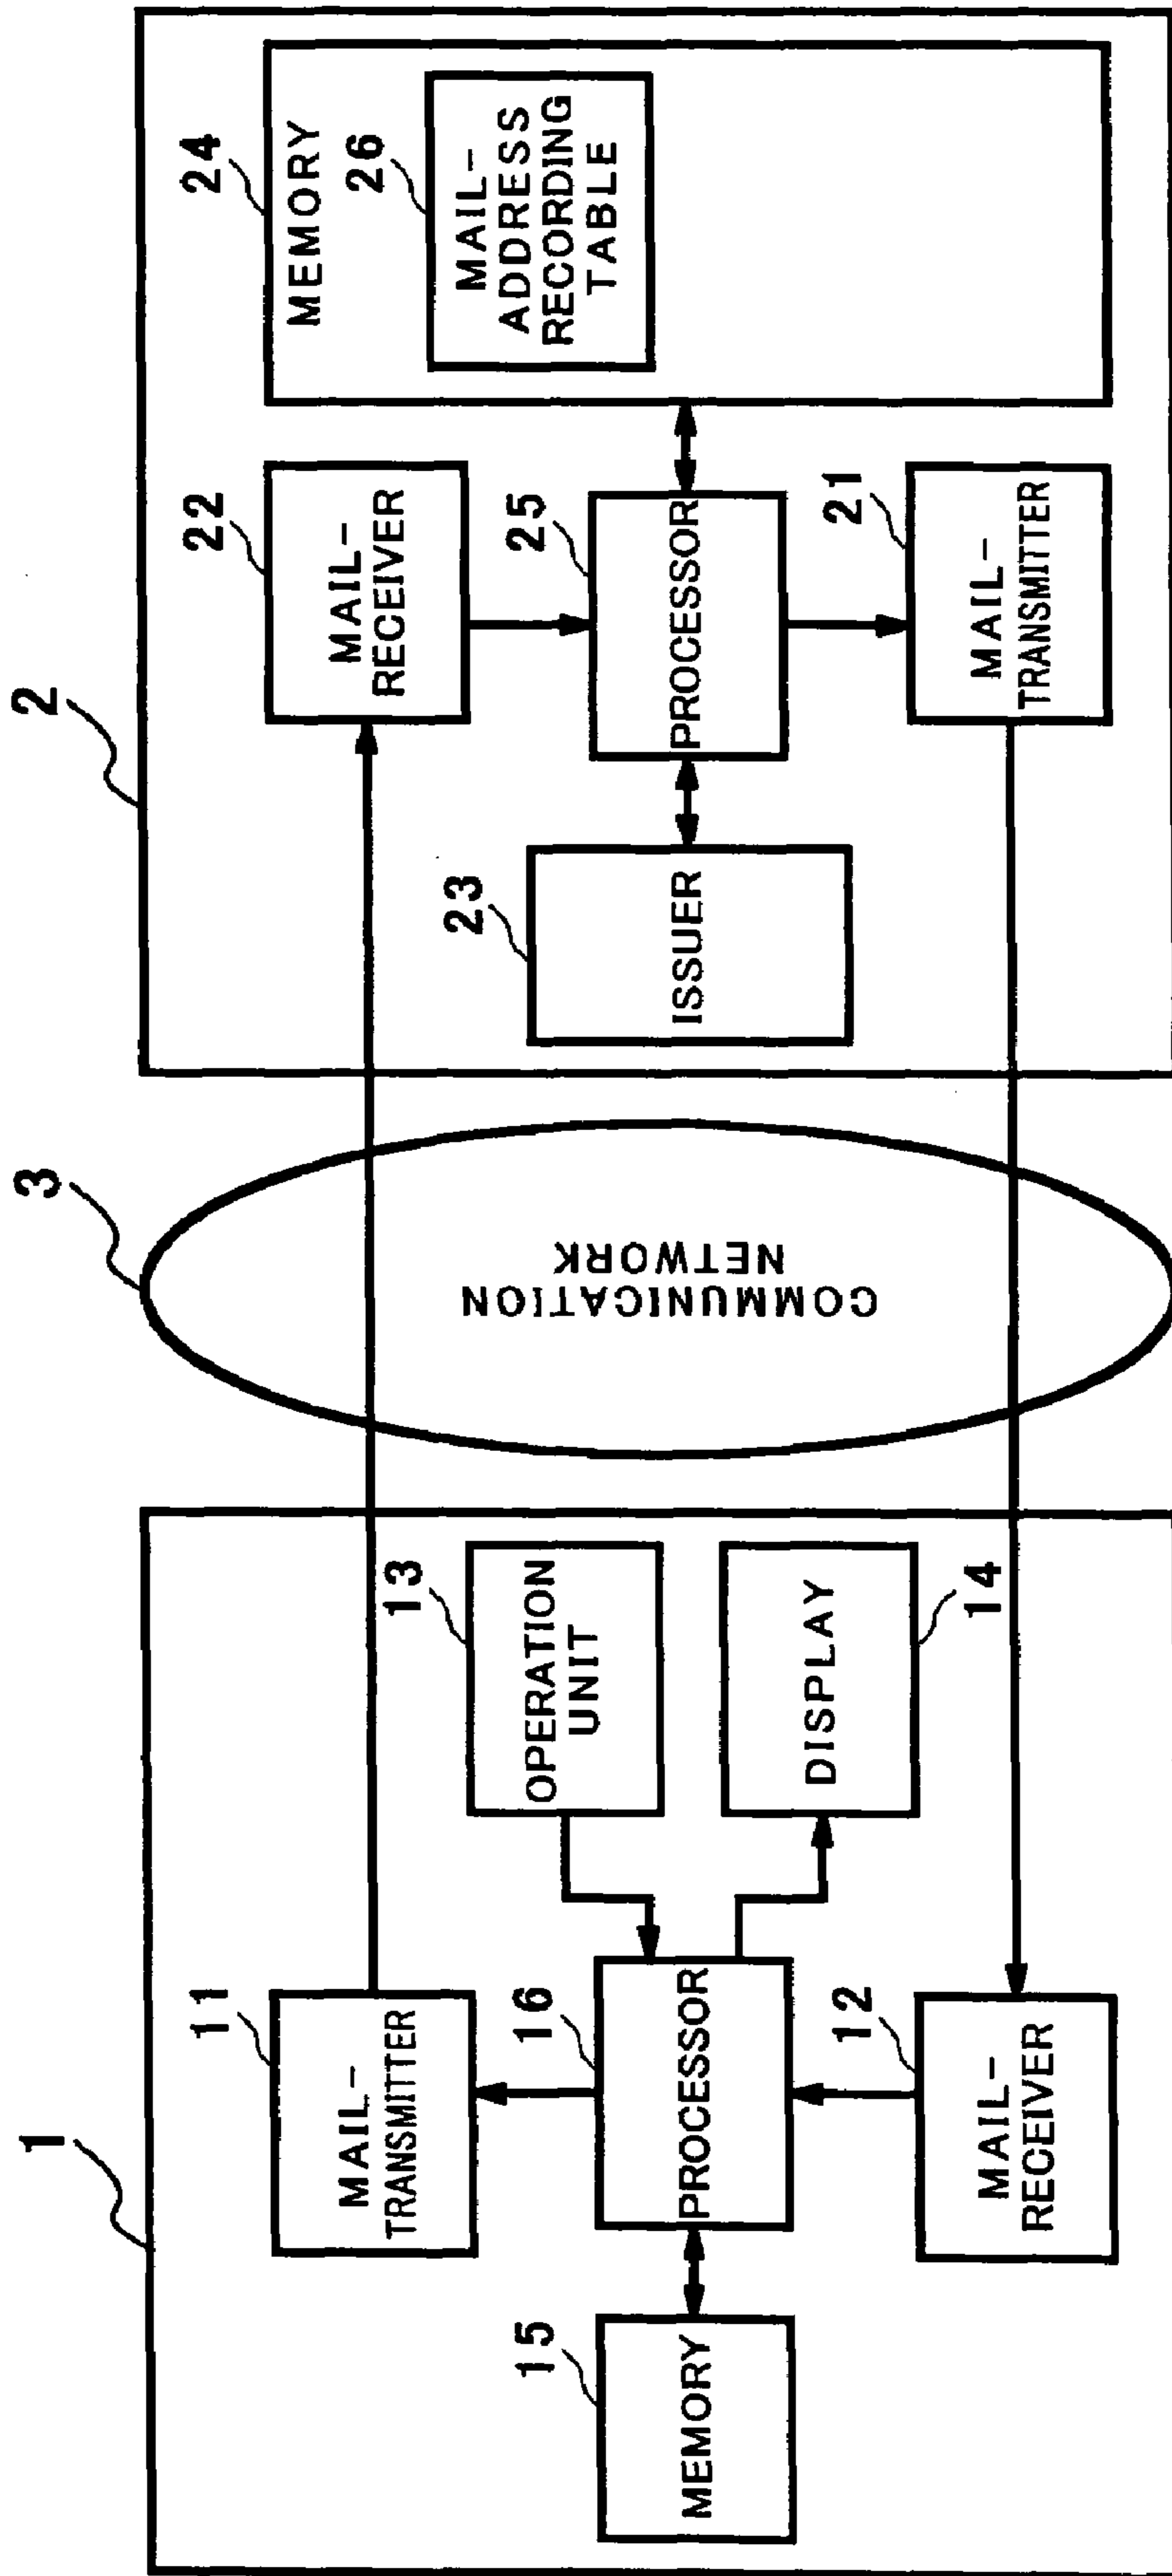 1
11
MAIL-
TRANSMITTER
13
OPERATION
UNIT
15
MEMORY
16
PROCESSOR
14
DISPLAY
12
MAIL-
RECEIVER
3
COMMUNICATION
NETWORK
2
22
MAIL-
RECEIVER
23
ISSUER
25
PROCESSOR
21
MAIL-
TRANSMITTER
24
MEMORY
26
MAIL-
ADDRESS
RECORDING
TABLE